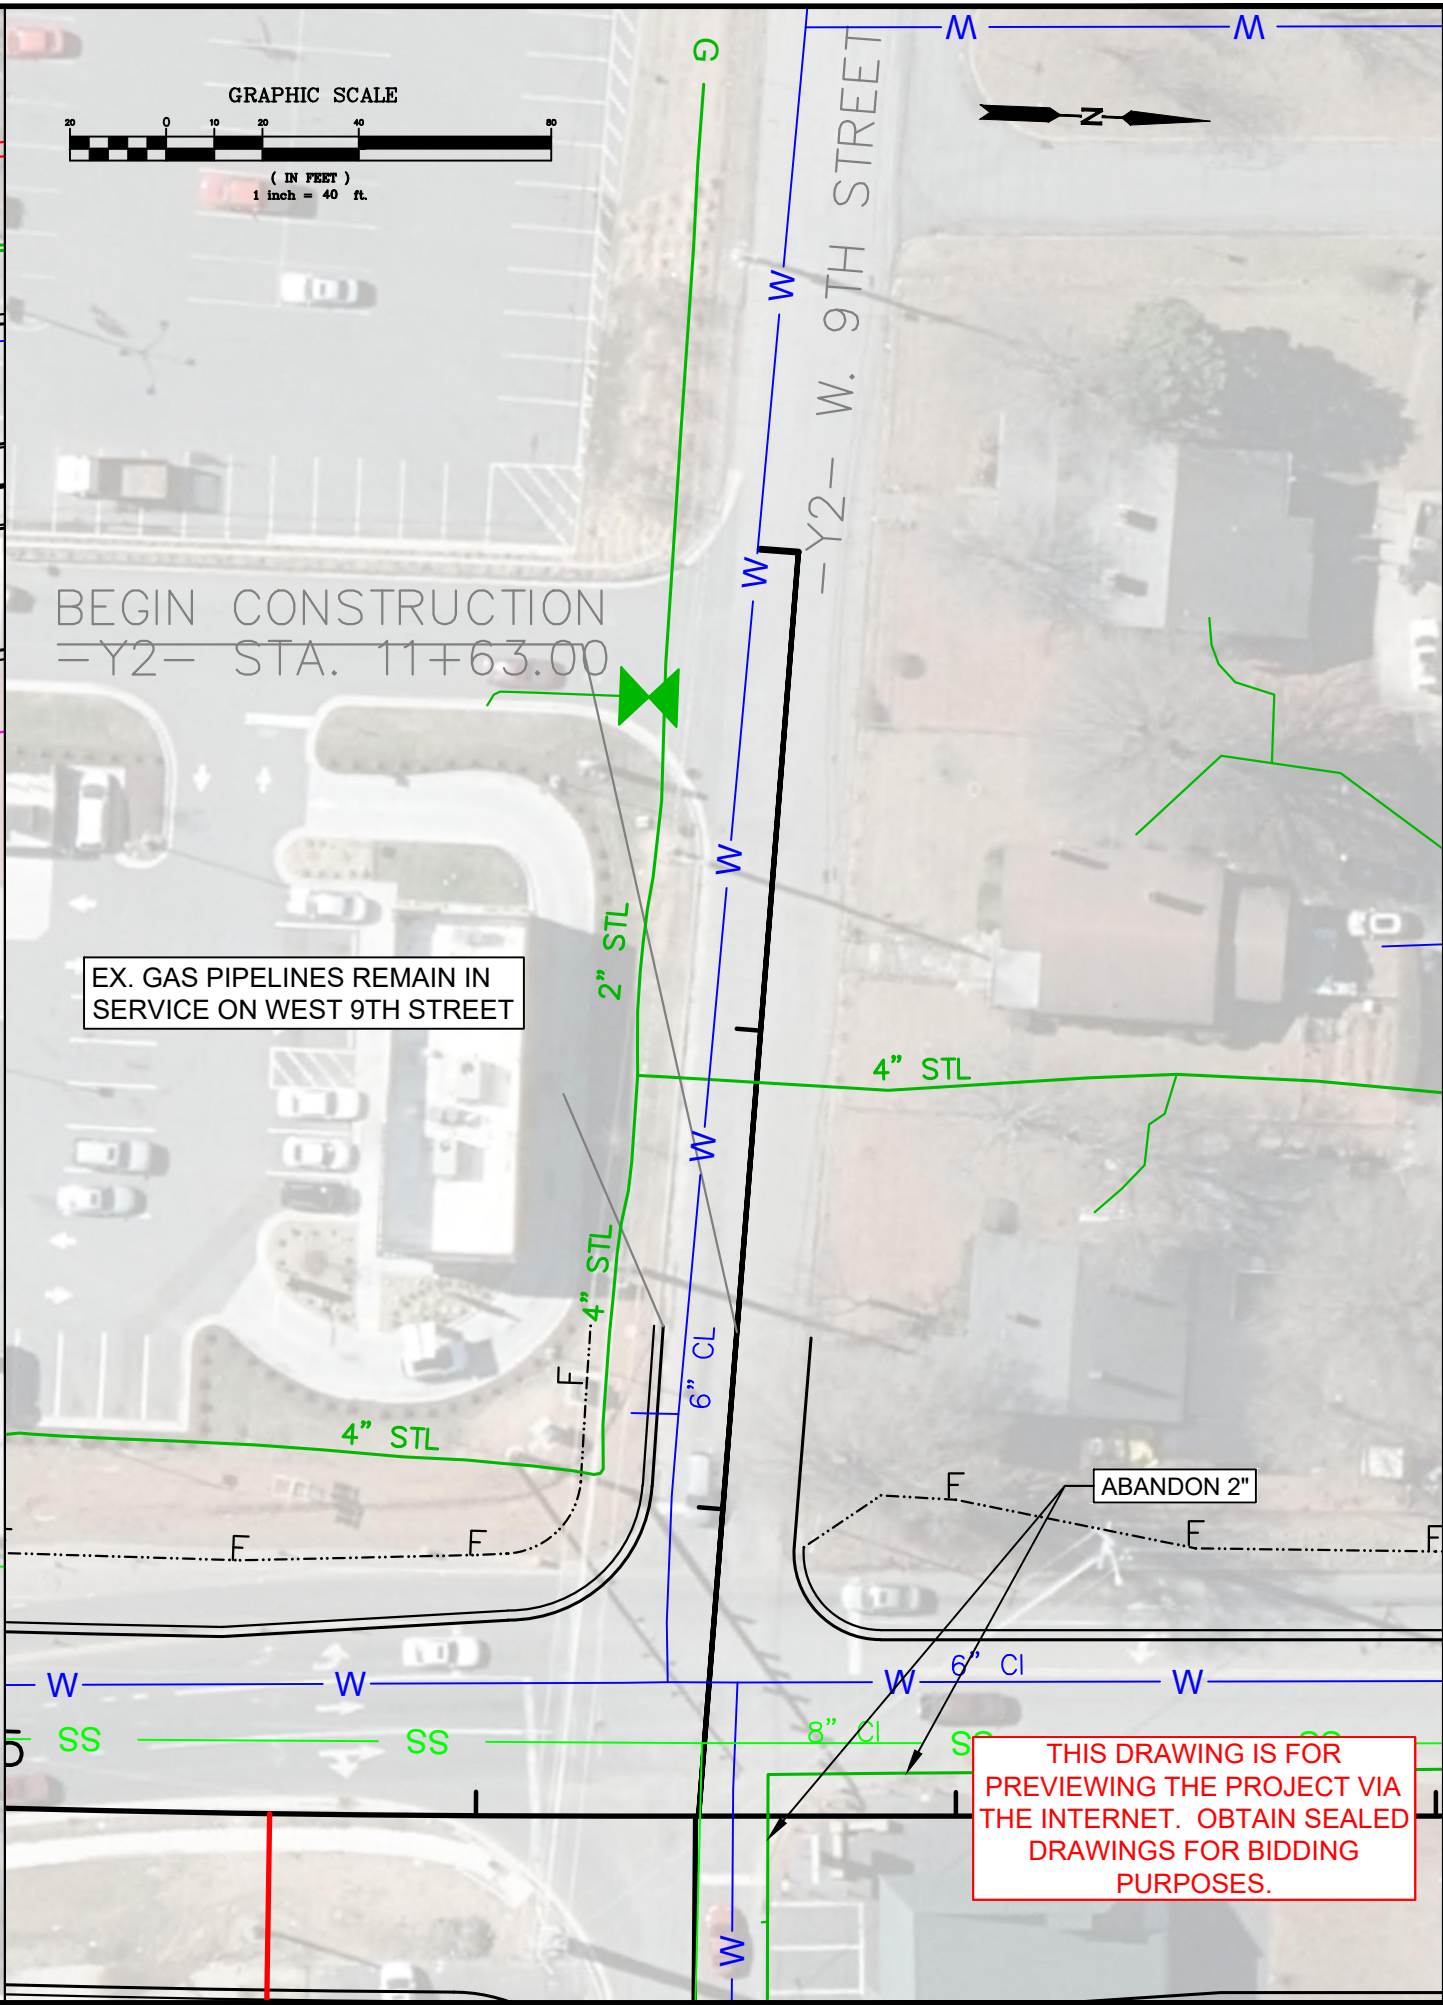 G
W
W
GRAPHIC SCALE
20 0 10 20 40 80
( IN FEET )
1 inch = 40 ft.
N
W
-Y2- W. 9TH STREET
W
BEGIN CONSTRUCTION
-Y2- STA. 11+63.00
W
2" STL
EX. GAS PIPELINES REMAIN IN
SERVICE ON WEST 9TH STREET
4" STL
W
4" STL
6" CL
F
4" STL
ABANDON 2"
F
F
F
F
F
W
W
W
6" CI
W
SS
SS
8" CI
THIS DRAWING IS FOR
PREVIEWING THE PROJECT VIA
THE INTERNET. OBTAIN SEALED
DRAWINGS FOR BIDDING
PURPOSES.
W